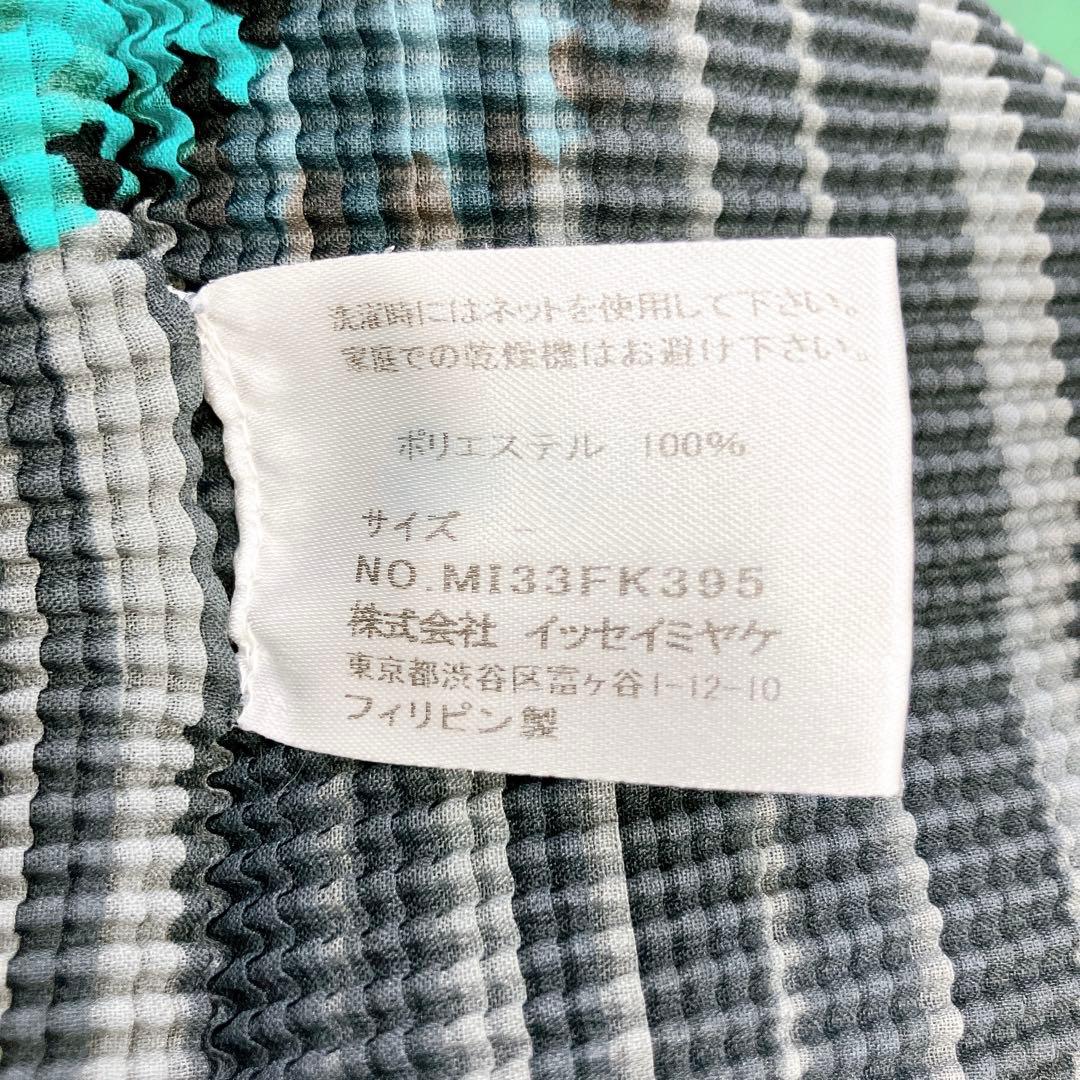 洗濯時にはネットを使用して下さい。
家庭での乾燥機はお避け下さい。
ポリエステル 100%
サイズ -
NO.MI33FK395
株式会社 イッセイミヤケ
東京都渋谷区富ヶ谷1-12-10
フィリピン製